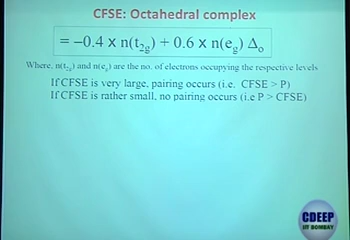 CFSE: Octahedral complex
= –0.4 x n(t₂g) + 0.6 x n(eg) Δₒ
Where, n(t₂g) and n(eg) are the no. of electrons occupying the respective levels
If CFSE is very large, pairing occurs (i.e. CFSE > P)
If CFSE is rather small, no pairing occurs (i.e P > CFSE)
CDEEP
IIT BOMBAY